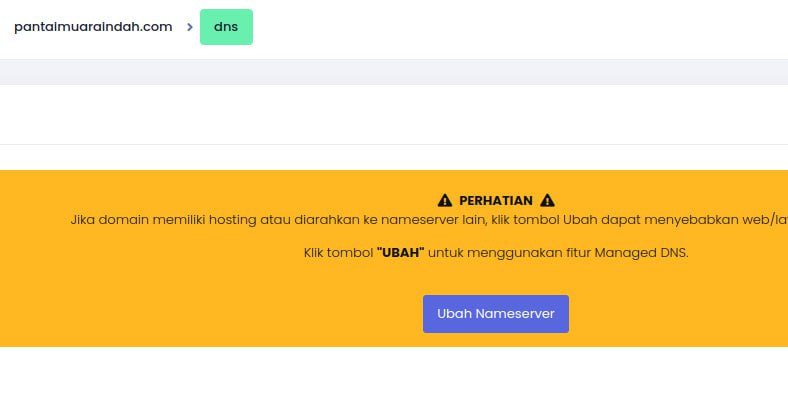 pantaimuaraindah.com > dns
PERHATIAN
Jika domain memiliki hosting atau diarahkan ke nameserver lain, klik tombol Ubah dapat menyebabkan web/la
Klik tombol "UBAH" untuk menggunakan fitur Managed DNS.
Ubah Nameserver